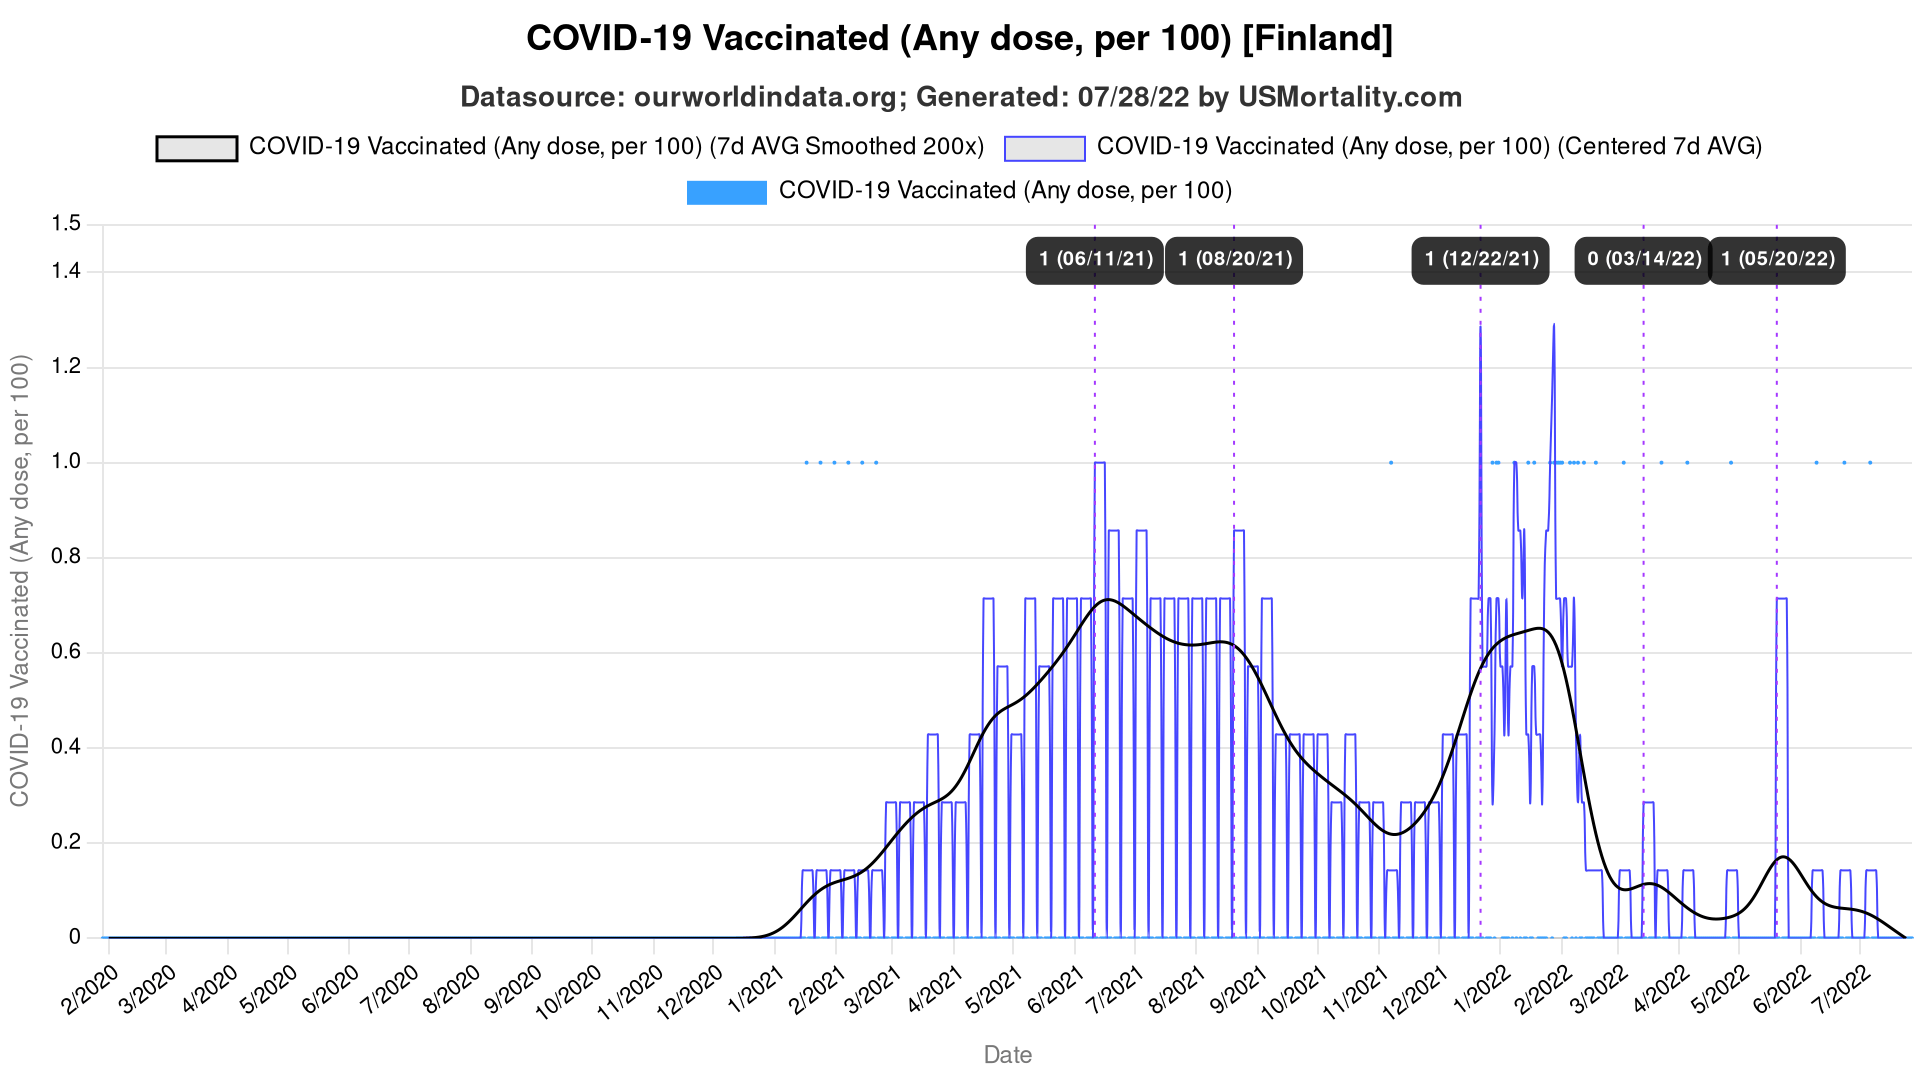 COVID-19 Vaccinated (Any dose, per 100) [Finland]
Datasource: ourworldindata.org; Generated: 07/28/22 by USMortality.com
COVID-19 Vaccinated (Any dose, per 100) (7d AVG Smoothed 200x) COVID-19 Vaccinated (Any dose, per 100) (Centered 7d AVG)
COVID-19 Vaccinated (Any dose, per 100)
1.5
1 (06/11/21) 1 (08/20/21) 1 (12/22/21) 0 (03/14/22) 1 (05/20/22)
1.4
1.2
1.0
0.8
0.6
0.4
0.2
0
COVID-19 Vaccinated (Any dose, per 100)
2/2020 3/2020 4/2020 5/2020 6/2020 7/2020 8/2020 9/2020 10/2020 11/2020 12/2020 1/2021 2/2021 3/2021 4/2021 5/2021 6/2021 7/2021 8/2021 9/2021 10/2021 11/2021 12/2021 1/2022 2/2022 3/2022 4/2022 5/2022 6/2022 7/2022
Date